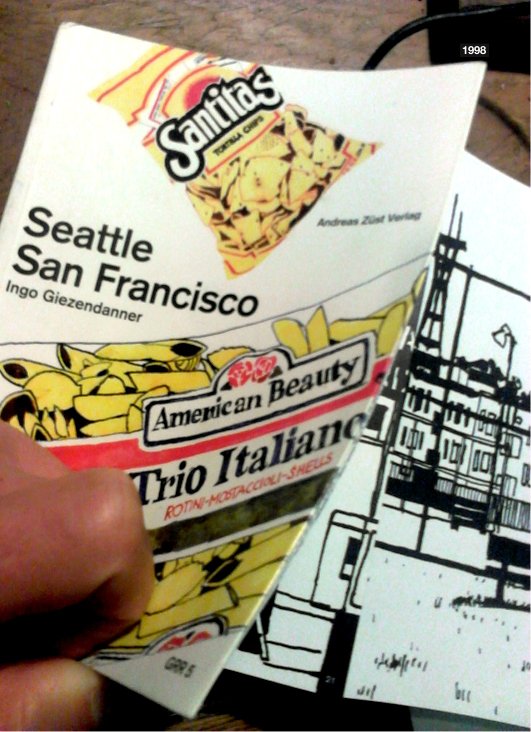 1998
Santitas
TORTILLA CHIPS
Andreas Züst Verlag
Seattle
San Francisco
Ingo Giezendanner
American Beauty
Trio Italiano
ROTINI-MOSTACCIOLI-SHELLS
GRR 5
21